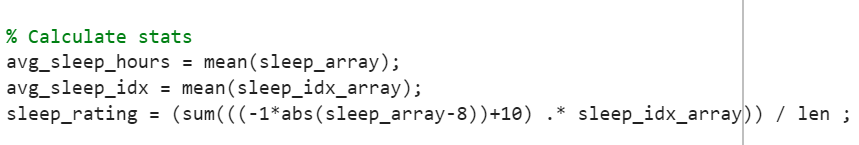 % Calculate stats
avg_sleep_hours = mean(sleep_array);
avg_sleep_idx = mean(sleep_idx_array);
sleep_rating = (sum(((-1*abs(sleep_array-8))+10) .* sleep_idx_array)) / len ;